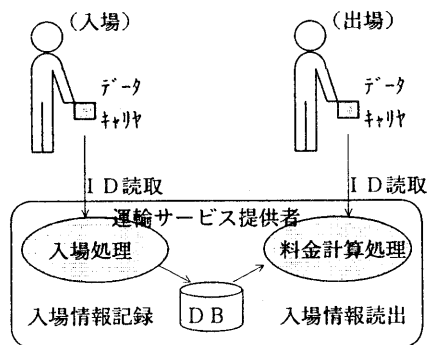 (入場)
(出場)
データ
キャリヤ
データ
キャリヤ
ID読取
ID読取
運輸サービス提供者
入場処理
料金計算処理
入場情報記録
DB
入場情報読出